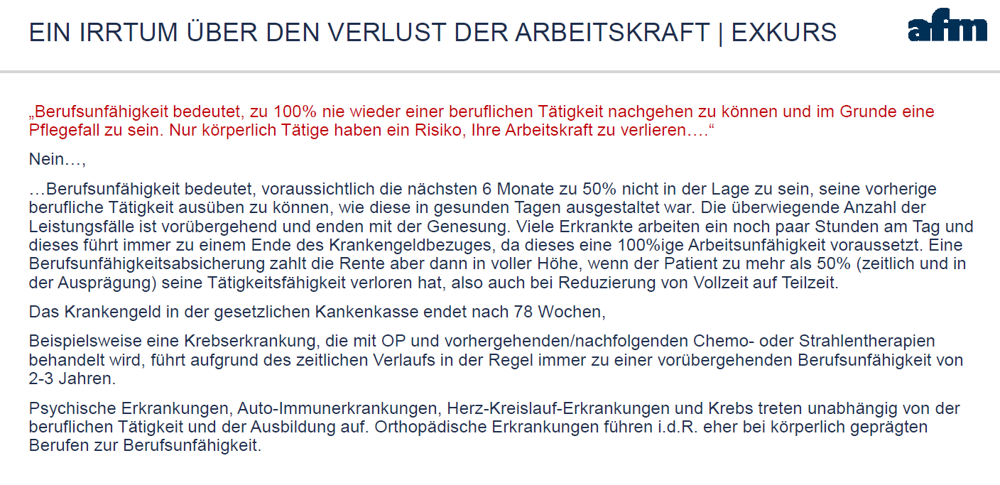 EIN IRRTUM ÜBER DEN VERLUST DER ARBEITSKRAFT | EXKURS
afm
„Berufsunfähigkeit bedeutet, zu 100% nie wieder einer beruflichen Tätigkeit nachgehen zu können und im Grunde eine
Pflegefall zu sein. Nur körperlich Tätige haben ein Risiko, Ihre Arbeitskraft zu verlieren….“
Nein…,
…Berufsunfähigkeit bedeutet, voraussichtlich die nächsten 6 Monate zu 50% nicht in der Lage zu sein, seine vorherige
berufliche Tätigkeit ausüben zu können, wie diese in gesunden Tagen ausgestaltet war. Die überwiegende Anzahl der
Leistungsfälle ist vorübergehend und enden mit der Genesung. Viele Erkrankte arbeiten ein noch paar Stunden am Tag und
dieses führt immer zu einem Ende des Krankengeldbezuges, da dieses eine 100%ige Arbeitsunfähigkeit voraussetzt. Eine
Berufsunfähigkeitsabsicherung zahlt die Rente aber dann in voller Höhe, wenn der Patient zu mehr als 50% (zeitlich und in
der Ausprägung) seine Tätigkeitsfähigkeit verloren hat, also auch bei Reduzierung von Vollzeit auf Teilzeit.
Das Krankengeld in der gesetzlichen Kankenkasse endet nach 78 Wochen,
Beispielsweise eine Krebserkrankung, die mit OP und vorhergehenden/nachfolgenden Chemo- oder Strahlentherapien
behandelt wird, führt aufgrund des zeitlichen Verlaufs in der Regel immer zu einer vorübergehenden Berufsunfähigkeit von
2-3 Jahren.
Psychische Erkrankungen, Auto-Immunerkrankungen, Herz-Kreislauf-Erkrankungen und Krebs treten unabhängig von der
beruflichen Tätigkeit und der Ausbildung auf. Orthopädische Erkrankungen führen i.d.R. eher bei körperlich geprägten
Berufen zur Berufsunfähigkeit.